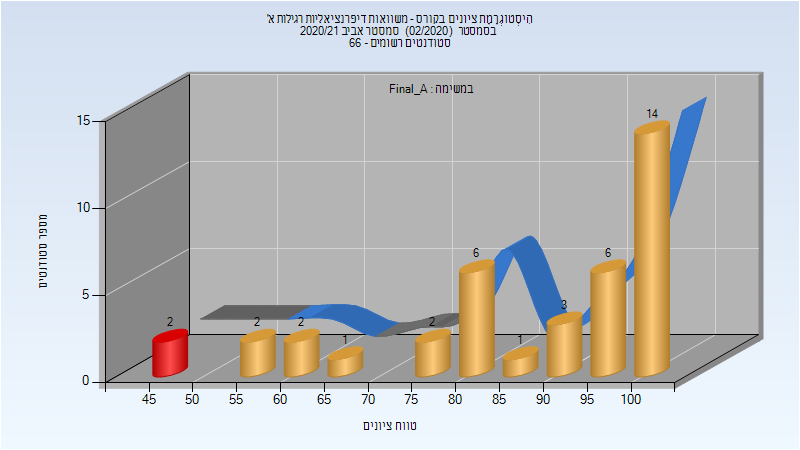 הִיסְטוֹגְרָמַת ציונים בקורס - משוואות דיפרנציאליות רגילות א'
בסמסטר (02/2020) סמסטר אביב 2020/21
סטודנטים רשומים - 66
במשימה : Final_A
מספר סטודנטים
15
10
5
0
2
2
2
1
2
6
1
3
6
14
45 50 55 60 65 70 75 80 85 90 95 100
טווח ציונים